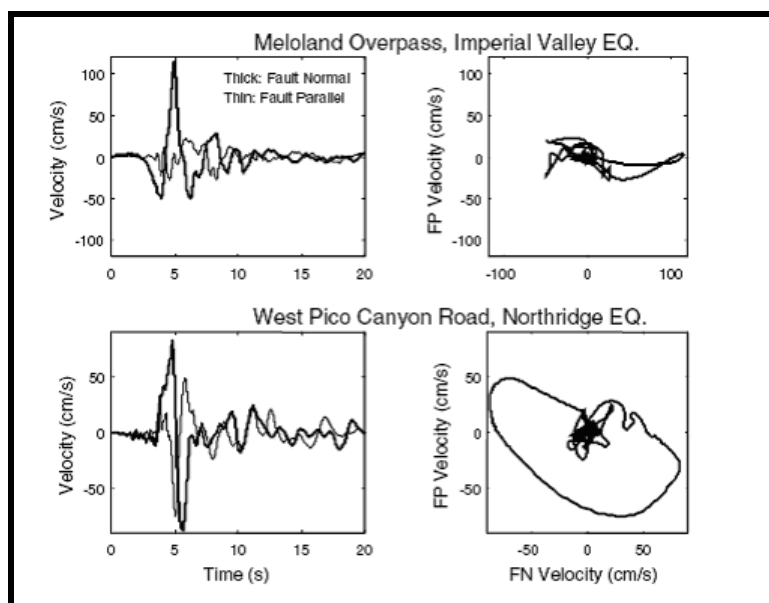 Meloland Overpass, Imperial Valley EQ.
Thick: Fault Normal
Thin: Fault Parallel
Velocity (cm/s)
100
50
0
-50
-100
0 5 10 15 20
FP Velocity (cm/s)
100
50
0
-50
-100
-100 0 100
West Pico Canyon Road, Northridge EQ.
Velocity (cm/s)
50
0
-50
0 5 10 15 20
Time (s)
FP Velocity (cm/s)
50
0
-50
-50 0 50
FN Velocity (cm/s)